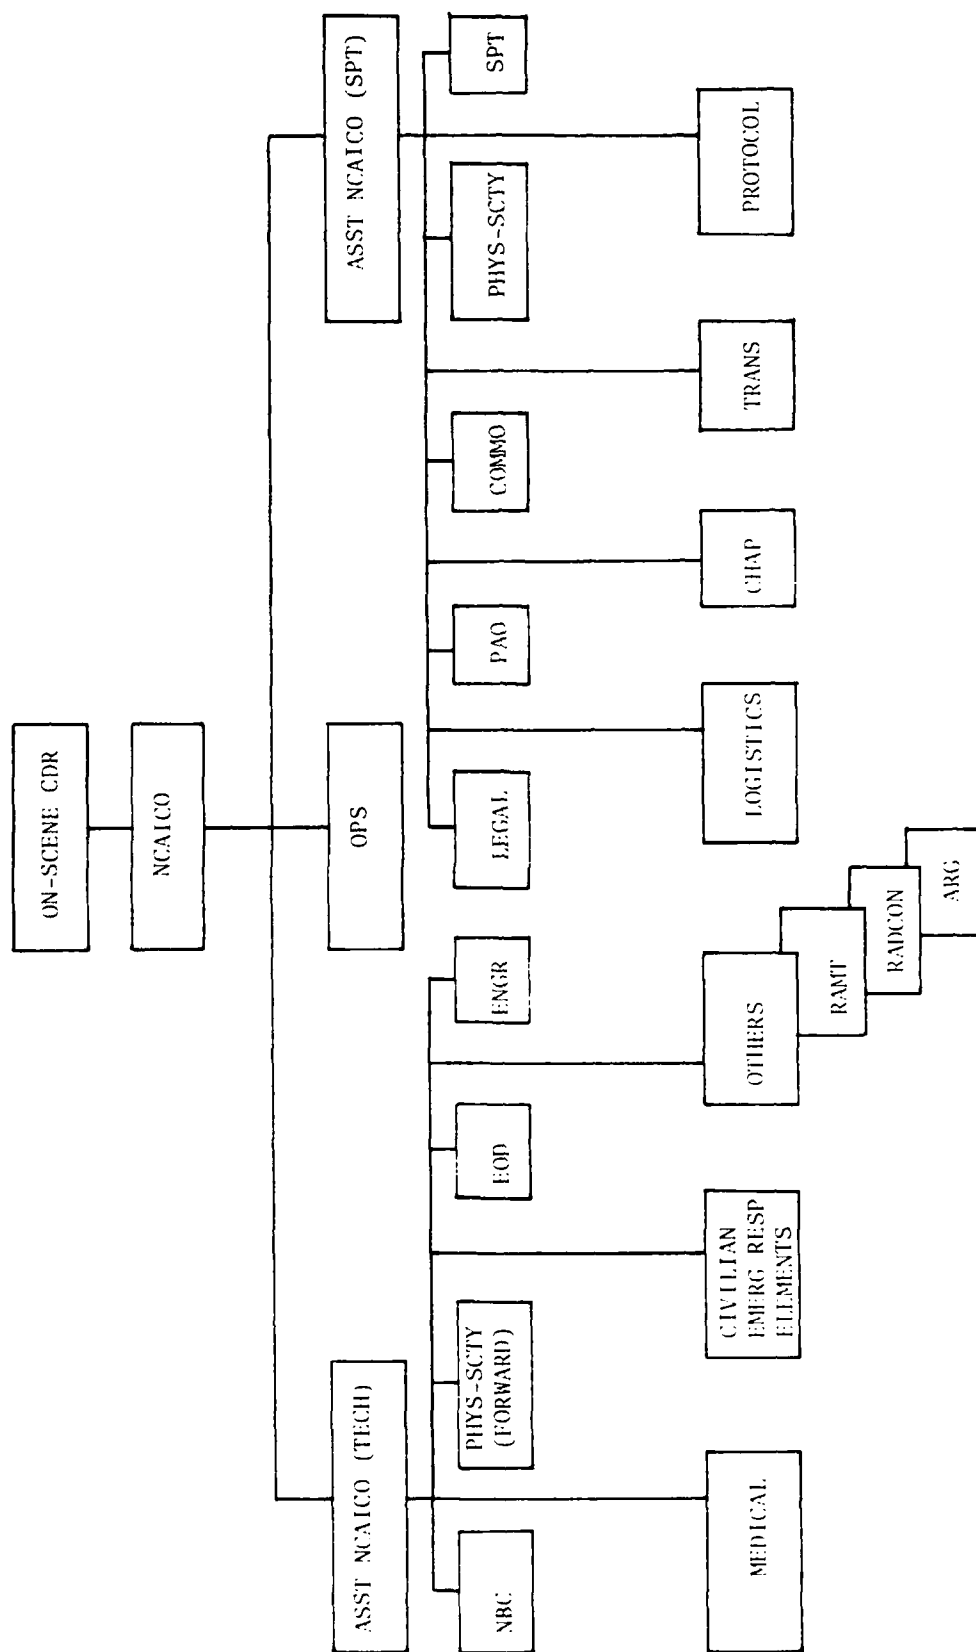 ON-SCENE CDR
NCAICO
ASST NCAICO (TECH)
OPS
ASST NCAICO (SPT)
NBC
PHYS-SCTY
(FORWARD)
EOD
ENGR
LEGAL
PAO
COMMO
PHYS-SCTY
SPT
MEDICAL
CIVILIAN
EMERG RESP
ELEMENTS
OTHERS
RAMT
RADCON
ARG
LOGISTICS
CHAP
TRANS
PROTOCOL